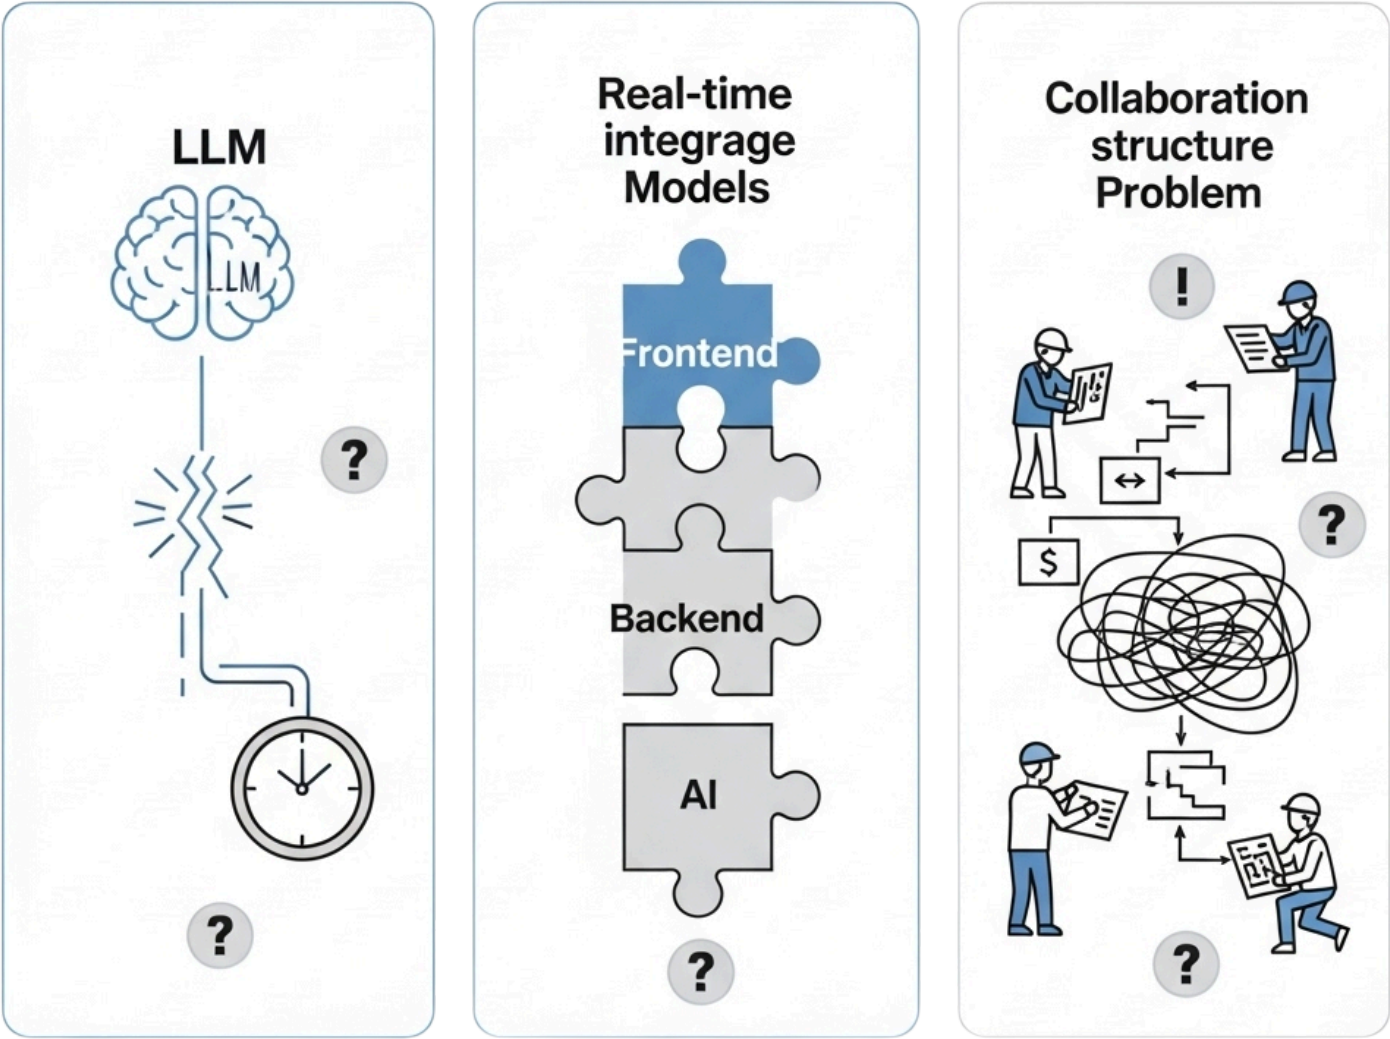 LLM
LLM
?
?
Real-time
integrage
Models
Frontend
Backend
AI
?
Collaboration
structure
Problem
!
?
$
?